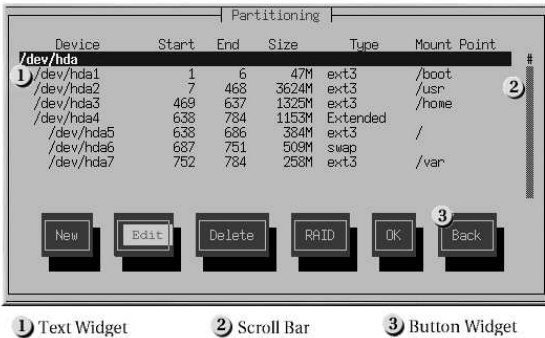 Partitioning
Device Start End Size Type Mount Point
/dev/hda #
1 /dev/hda1 1 6 47M ext3 /boot
/dev/hda2 7 468 3624M ext3 /usr 2
/dev/hda3 469 637 1325M ext3 /home
/dev/hda4 638 784 1153M Extended
/dev/hda5 638 686 384M ext3 /
/dev/hda6 687 751 509M swap
/dev/hda7 752 784 258M ext3 /var
3
New Edit Delete RAID OK Back
1 Text Widget 2 Scroll Bar 3 Button Widget